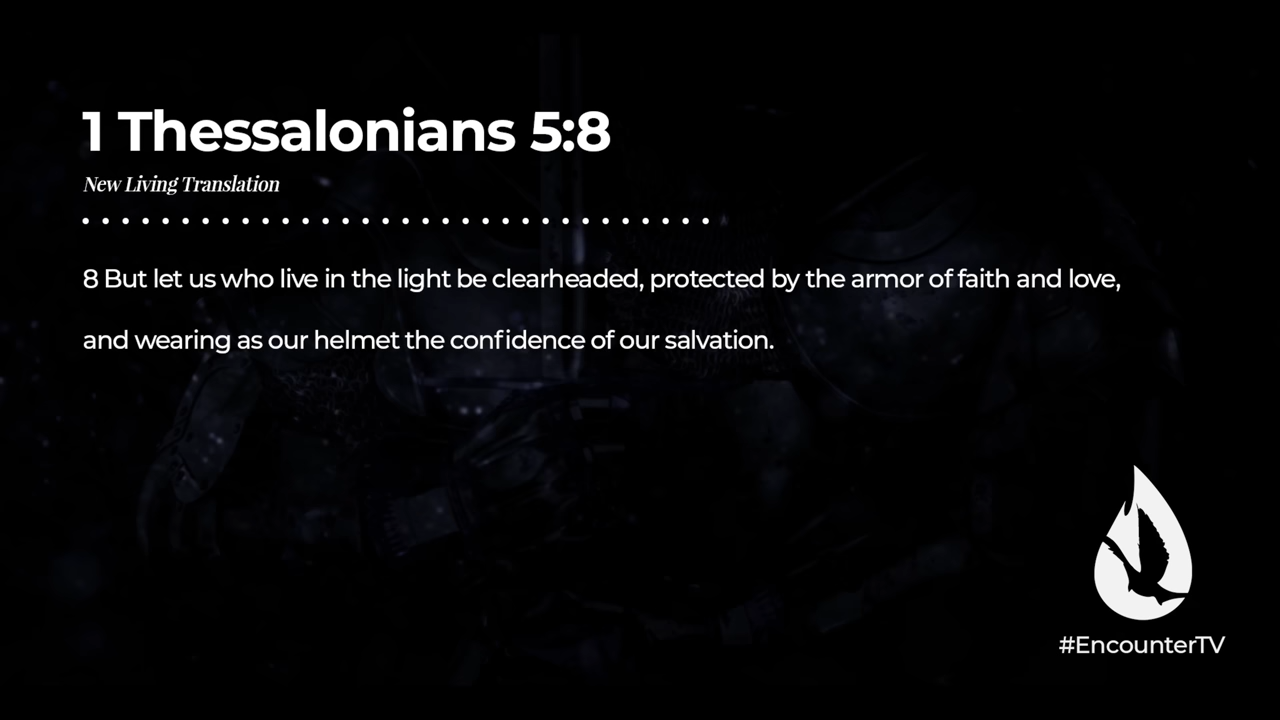 1 Thessalonians 5:8
New Living Translation
8 But let us who live in the light be clearheaded, protected by the armor of faith and love,
and wearing as our helmet the confidence of our salvation.
#EncounterTV